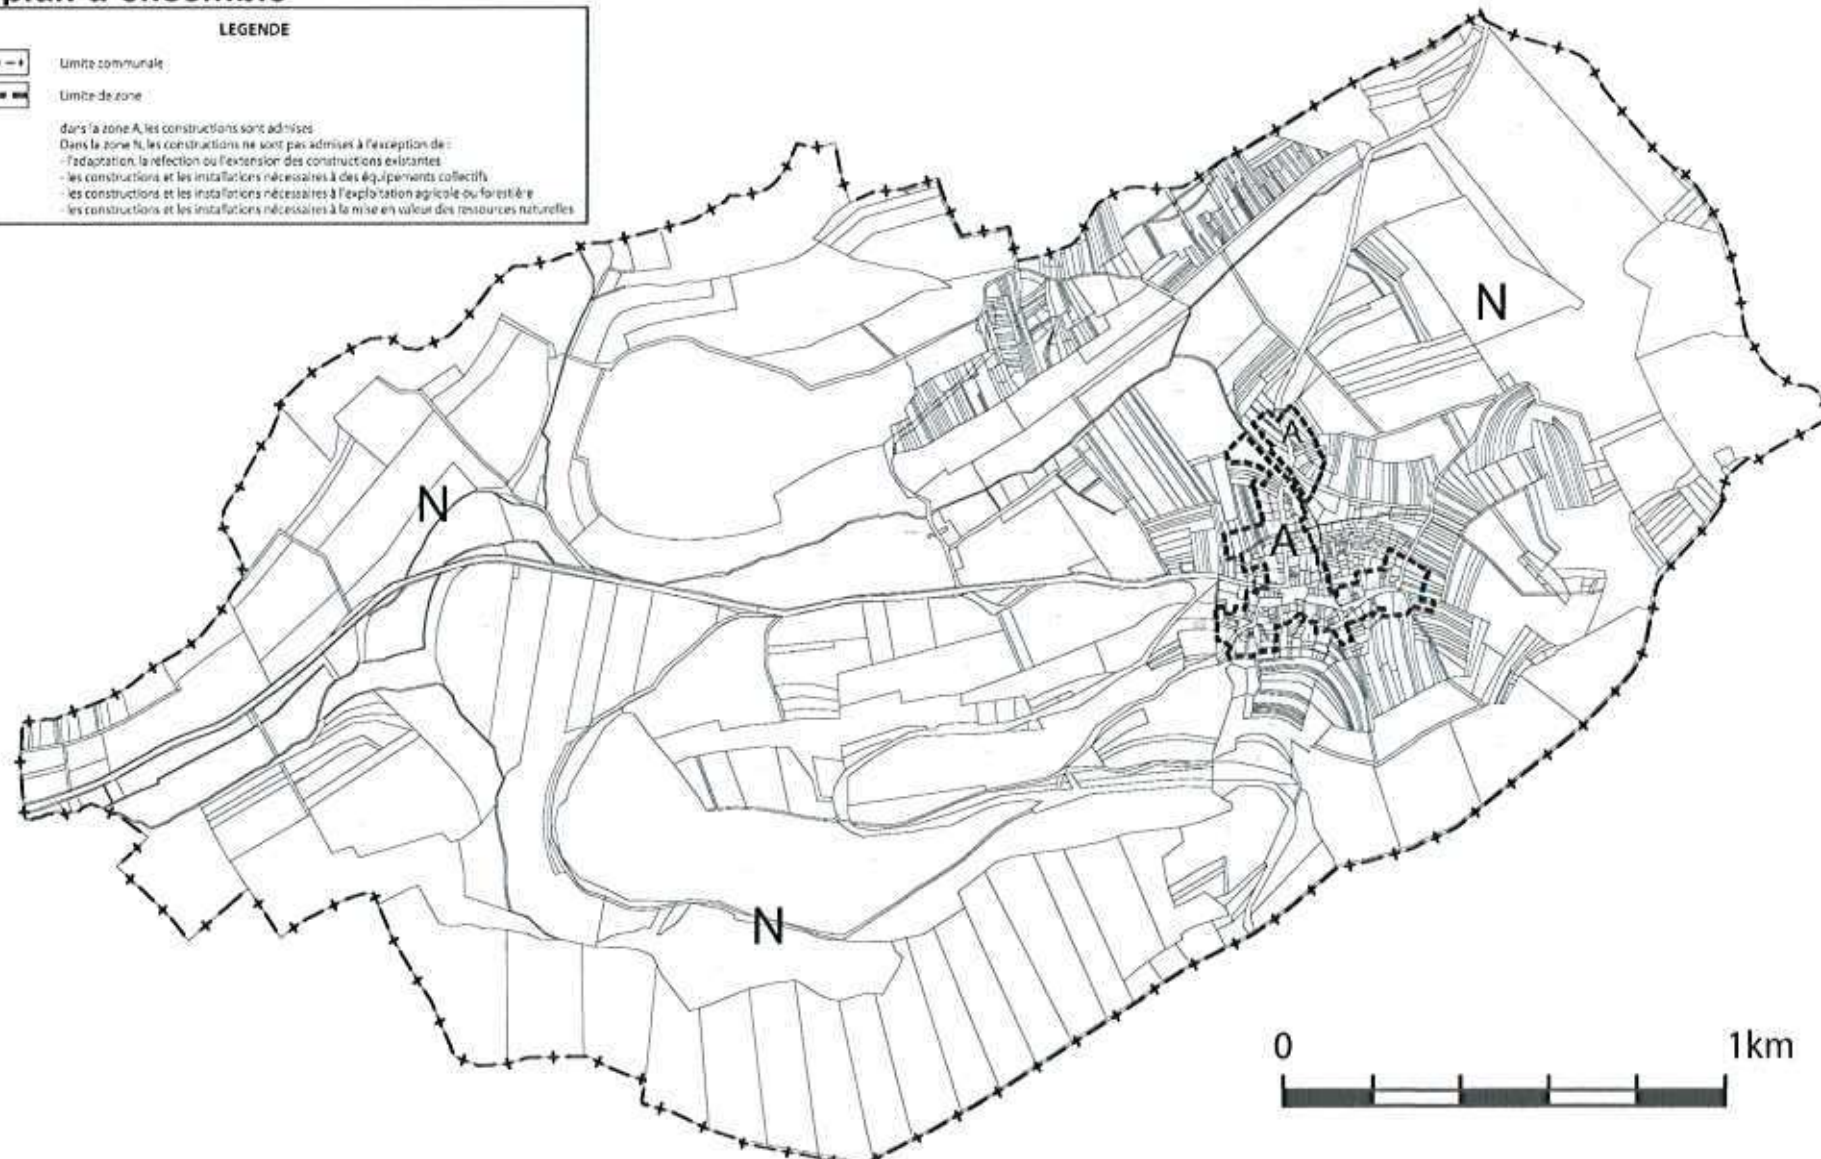 plan d'ensemble
LEGENDE
Limite communale
Limite de zone
dans la zone A, les constructions sont admises
Dans la zone N, les constructions ne sont pas admises à l'exception de :
- l'adaptation, la réfection ou l'extension des constructions existantes
- les constructions et les installations nécessaires à des équipements collectifs
- les constructions et les installations nécessaires à l'exploitation agricole ou forestière
- les constructions et les installations nécessaires à la mise en valeur des ressources naturelles
N
A
N
A
N
0 1km